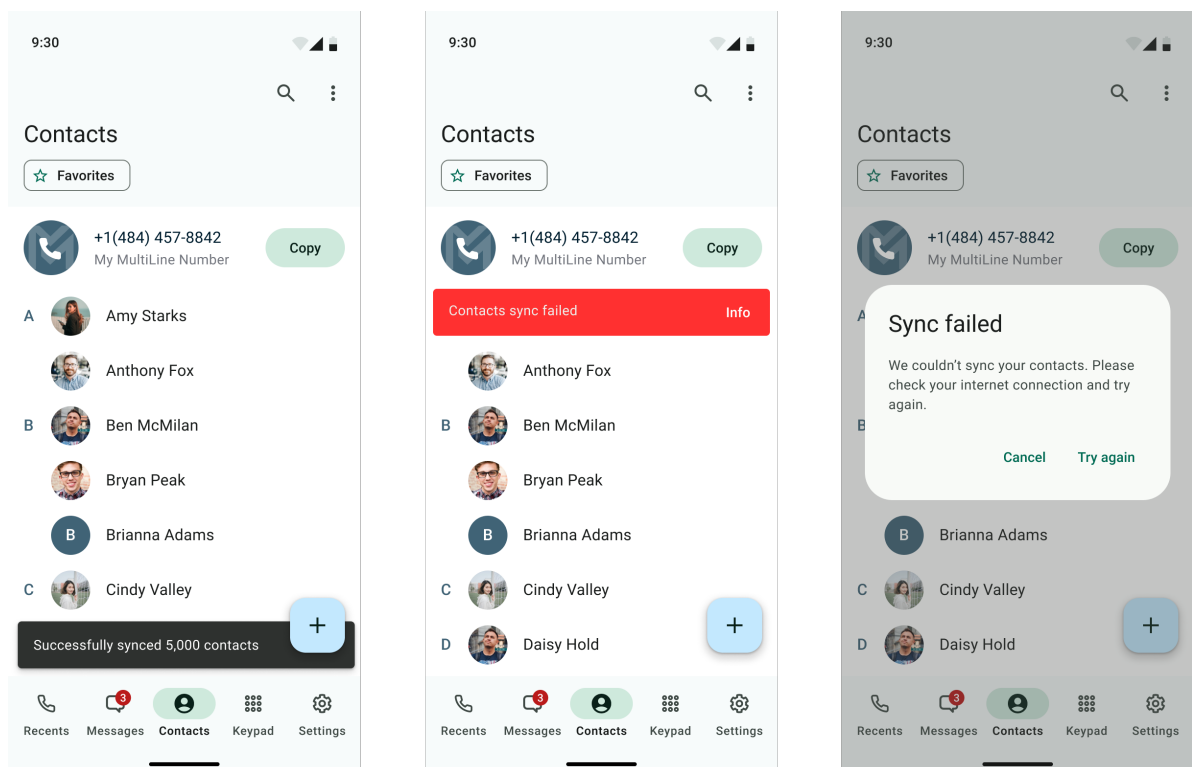 9:30
Contacts
Favorites
+1(484) 457-8842
My MultiLine Number
Copy
A
Amy Starks
Anthony Fox
B
Ben McMilan
Bryan Peak
B
Brianna Adams
C
Cindy Valley
Successfully synced 5,000 contacts
+
3
Recents
Messages
Contacts
Keypad
Settings
9:30
Contacts
Favorites
+1(484) 457-8842
My MultiLine Number
Copy
Contacts sync failed
Info
Anthony Fox
B
Ben McMilan
Bryan Peak
B
Brianna Adams
C
Cindy Valley
D
Daisy Hold
+
3
Recents
Messages
Contacts
Keypad
Settings
9:30
Contacts
Favorites
+1(484) 457-8842
My MultiLine Number
Copy
A
Sync failed
We couldn't sync your contacts. Please
check your internet connection and try
again.
B
Cancel
Try again
B
Brianna Adams
C
Cindy Valley
D
Daisy Hold
+
3
Recents
Messages
Contacts
Keypad
Settings